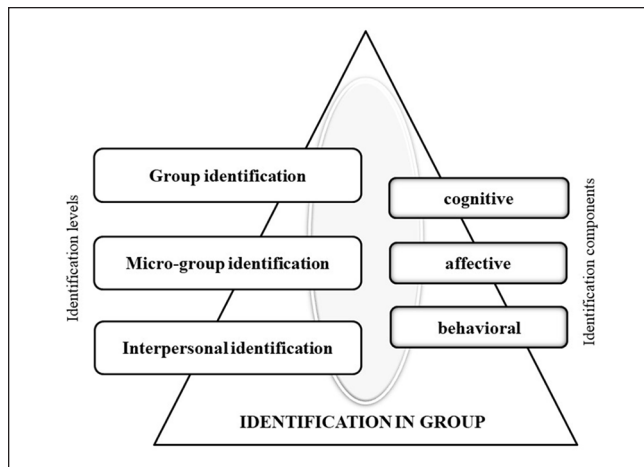 Identification levels
Group identification
Micro-group identification
Interpersonal identification
cognitive
affective
behavioral
Identification components
IDENTIFICATION IN GROUP